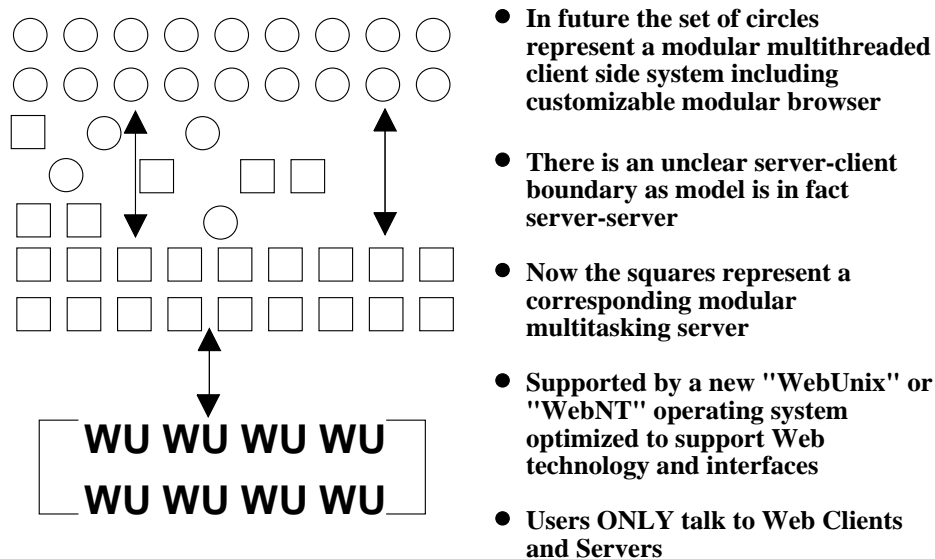 In future the set of circles
represent a modular multithreaded
client side system including
customizable modular browser
There is an unclear server-client
boundary as model is in fact
server-server
Now the squares represent a
corresponding modular
multitasking server
Supported by a new "WebUnix" or
"WebNT" operating system
optimized to support Web
technology and interfaces
Users ONLY talk to Web Clients
and Servers
WU WU WU WU
WU WU WU WU